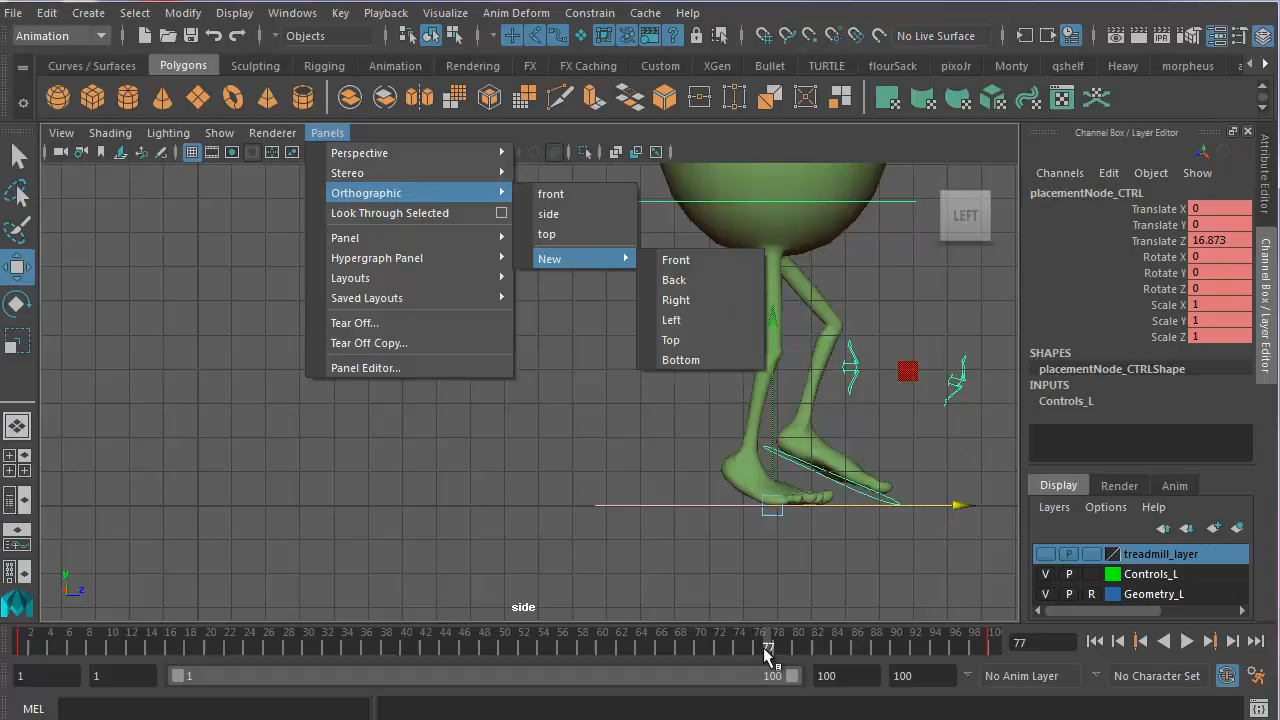 File Edit Create Select Modify Display Windows Key Playback Visualize Anim Deform Constrain Cache Help
Animation Objects No Live Surface
Curves / Surfaces Polygons Sculpting Rigging Animation Rendering FX FX Caching Custom XGen Bullet TURTLE flourSack pixoJr Monty qshelf Heavy morpheus
View Shading Lighting Show Renderer Panels
Channel Box / Layer Editor
Perspective
Stereo
Orthographic
Look Through Selected
Panel
Hypergraph Panel
Layouts
Saved Layouts
Tear Off...
Tear Off Copy...
Panel Editor...
front
side
top
New
Front
Back
Right
Left
Top
Bottom
LEFT
Channels Edit Object Show
placementNode_CTRL
Translate X 0
Translate Y 0
Translate Z 16.873
Rotate X 0
Rotate Y 0
Rotate Z 0
Scale X 1
Scale Y 1
Scale Z 1
SHAPES
placementNode_CTRLShape
INPUTS
Controls_L
Attribute Editor
Channel Box / Layer Editor
Display Render Anim
Layers Options Help
P treadmill_layer
V P Controls_L
V P R Geometry_L
y
z
side
2 4 6 8 10 12 14 16 18 20 22 24 26 28 30 32 34 36 38 40 42 44 46 48 50 52 54 56 58 60 62 64 66 68 70 72 74 76 78 80 82 84 86 88 90 92 94 96 98 100
77
77
1 1 1 100 100 100 No Anim Layer No Character Set
MEL